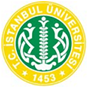 T.C. İSTANBUL ÜNİVERSİTESİ
1453